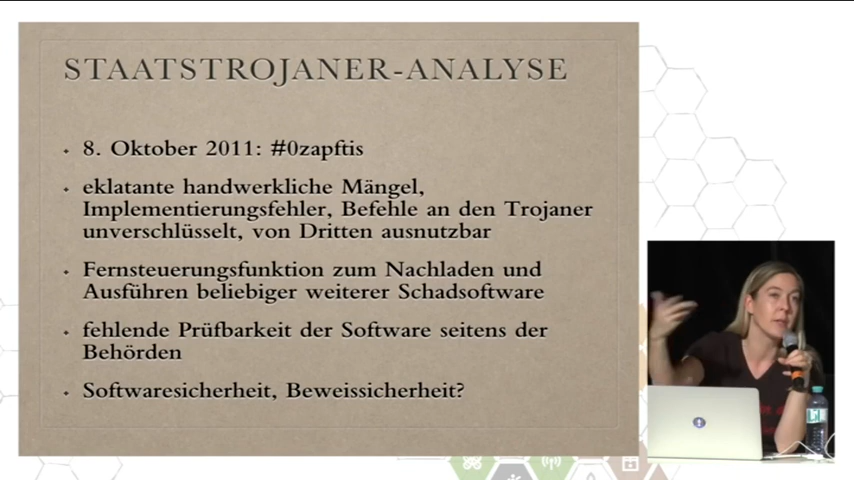 STAATSTROJANER-ANALYSE
8. Oktober 2011: #0zapftis
eklatante handwerkliche Mängel,
Implementierungsfehler, Befehle an den Trojaner
unverschlüsselt, von Dritten ausnutzbar
Fernsteuerungsfunktion zum Nachladen und
Ausführen beliebiger weiterer Schadsoftware
fehlende Prüfbarkeit der Software seitens der
Behörden
Softwaresicherheit, Beweissicherheit?